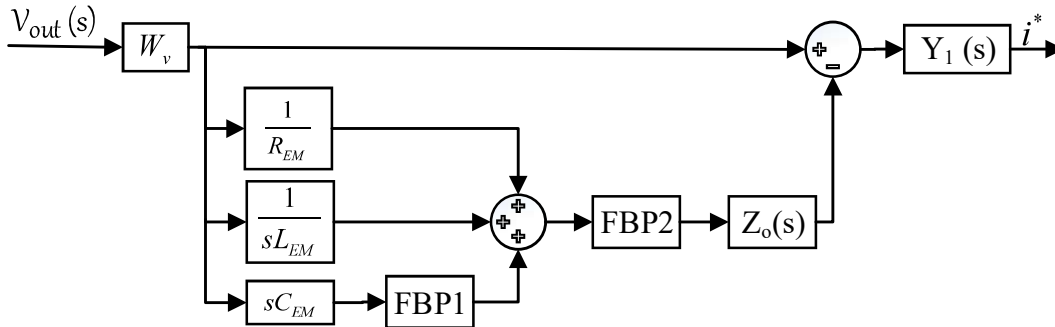 V_out (s)
W_v
Y_1 (s)
i^*
1
R_EM
1
sL_EM
FBP2
Z_o(s)
sC_EM
FBP1